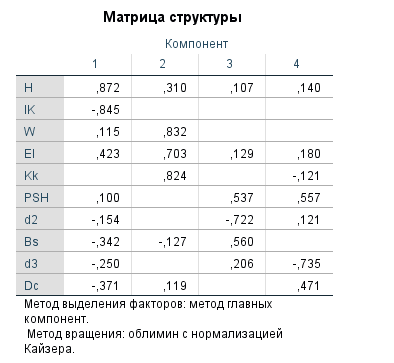 Матрица структуры
Компонент
1 2 3 4
H ,872 ,310 ,107 ,140
IK -,845
W ,115 ,832
EI ,423 ,703 ,129 ,180
Kk ,824 -,121
PSH ,100 ,537 ,557
d2 -,154 -,722 ,121
Bs -,342 -,127 ,560
d3 -,250 ,206 -,735
Dc -,371 ,119 ,471
Метод выделения факторов: метод главных
компонент.
Метод вращения: облимин с нормализацией
Кайзера.